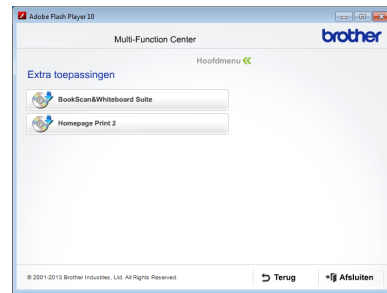 Adobe Flash Player 10
Multi-Function Center
brother
Hoofdmenu
Extra toepassingen
BookScan&Whiteboard Suite
Homepage Print 2
© 2001-2013 Brother Industries, Ltd. All Rights Reserved.
Terug
Afsluiten